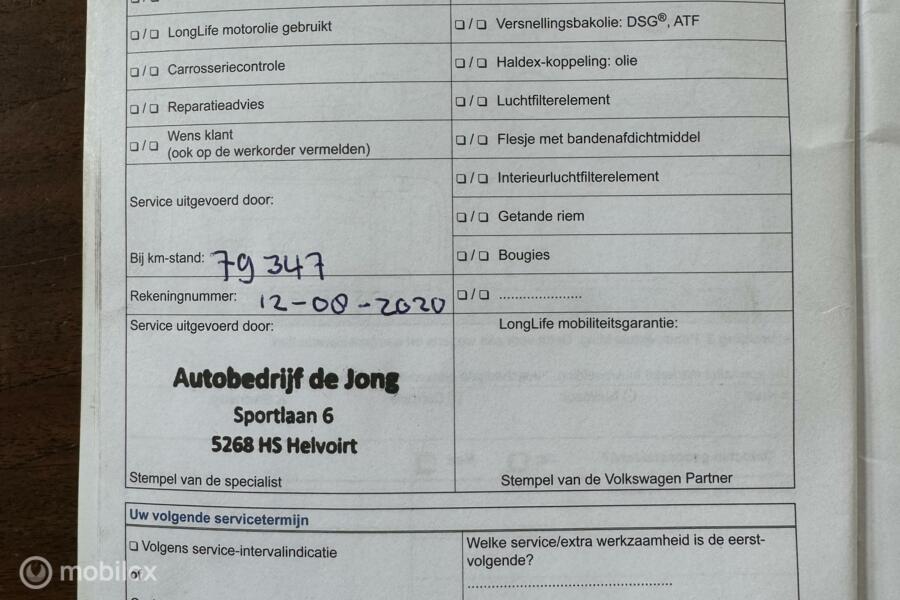 ❏ / ❏ LongLife motorolie gebruikt
❏ / ❏ Carrosseriecontrole
❏ / ❏ Reparatieadvies
❏ / ❏ Wens klant
(ook op de werkorder vermelden)
Service uitgevoerd door:
Bij km-stand: 79 347
Rekeningnummer: 12-08-2020
Service uitgevoerd door:
Autobedrijf de Jong
Sportlaan 6
5268 HS Helvoirt
Stempel van de specialist
❏ / ❏ Versnellingsbakolie: DSG®, ATF
❏ / ❏ Haldex-koppeling: olie
❏ / ❏ Luchtfilterelement
❏ / ❏ Flesje met bandenafdichtmiddel
❏ / ❏ Interieurluchtfilterelement
❏ / ❏ Getande riem
❏ / ❏ Bougies
❏ / ❏ .....................
LongLife mobiliteitsgarantie:
Stempel van de Volkswagen Partner
Uw volgende servicetermijn
❏ Volgens service-intervalindicatie
of
Welke service/extra werkzaamheid is de eerst-
volgende?
....................................................
mobilox